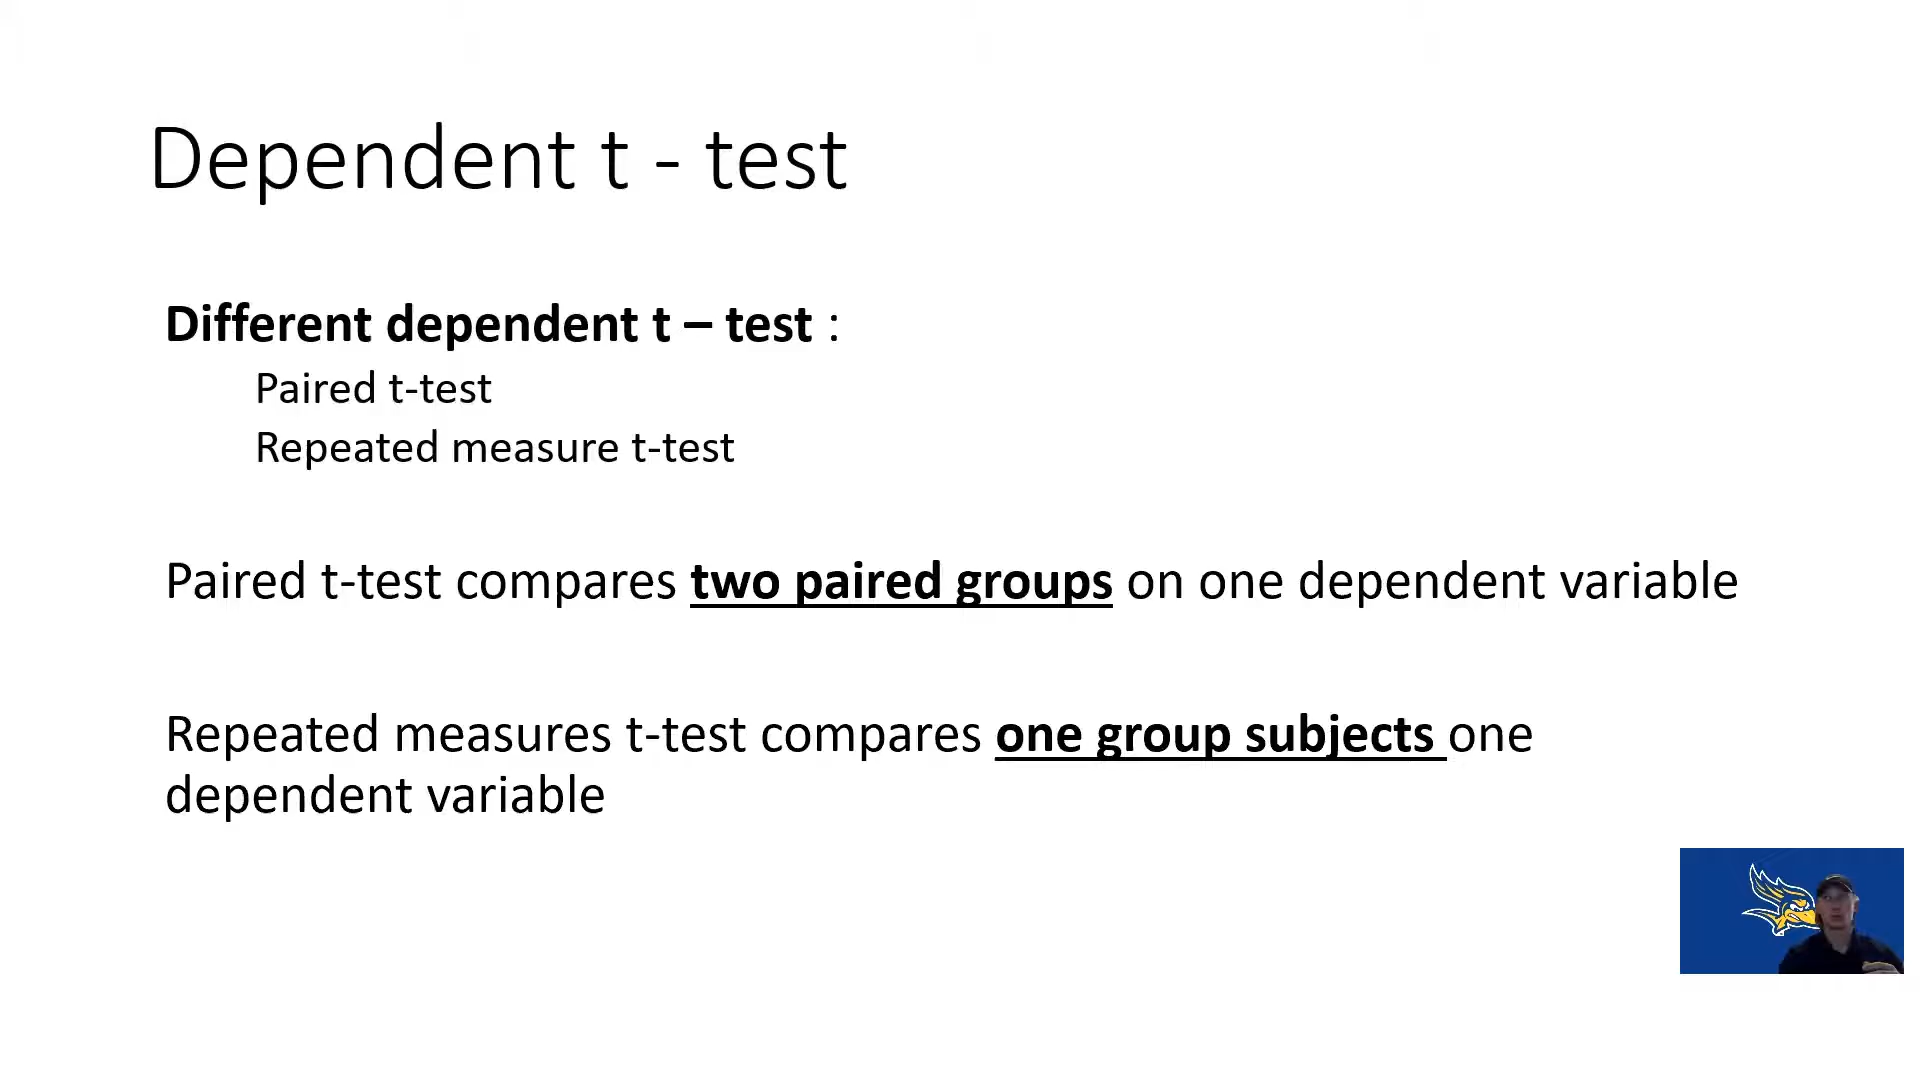 Dependent t - test
Different dependent t – test :
Paired t-test
Repeated measure t-test
Paired t-test compares two paired groups on one dependent variable
Repeated measures t-test compares one group subjects one
dependent variable